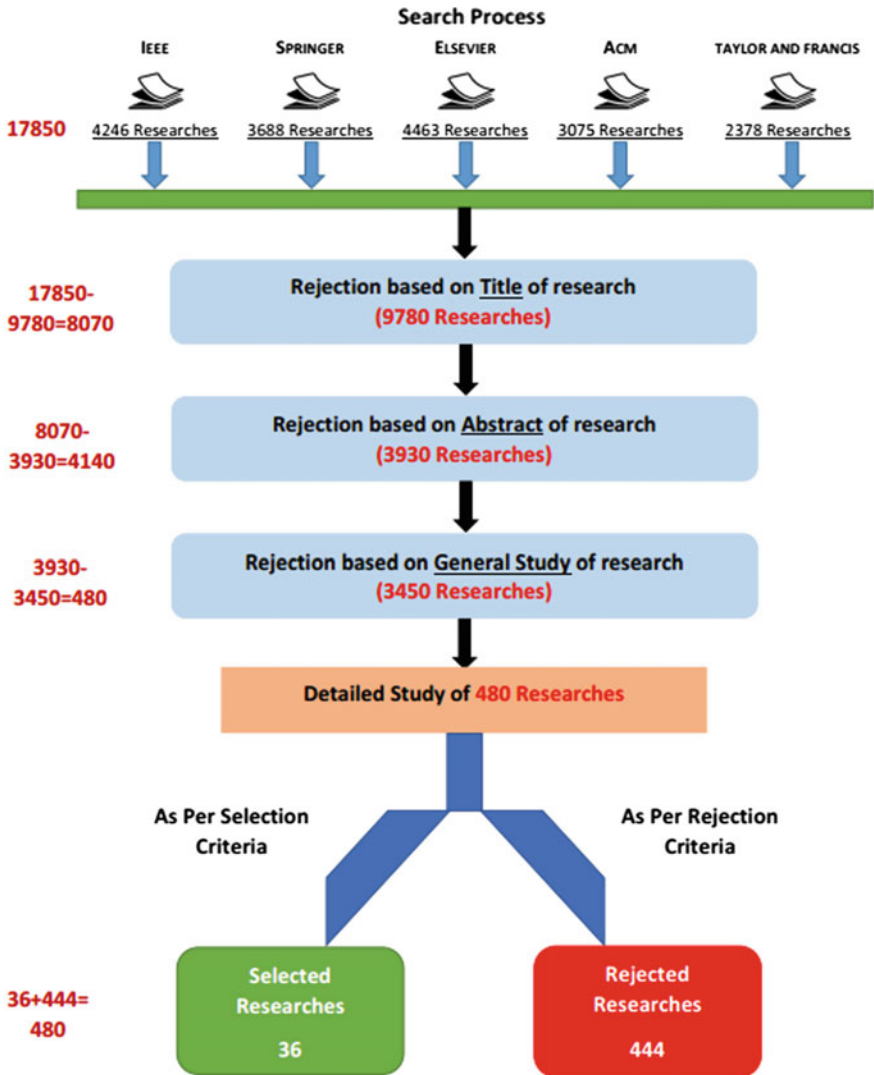 Search Process
IEEE
SPRINGER
ELSEVIER
ACM
TAYLOR AND FRANCIS
17850
4246 Researches
3688 Researches
4463 Researches
3075 Researches
2378 Researches
17850-
9780=8070
Rejection based on Title of research
(9780 Researches)
8070-
3930=4140
Rejection based on Abstract of research
(3930 Researches)
3930-
3450=480
Rejection based on General Study of research
(3450 Researches)
Detailed Study of 480 Researches
As Per Selection
Criteria
As Per Rejection
Criteria
36+444=
480
Selected
Researches
36
Rejected
Researches
444